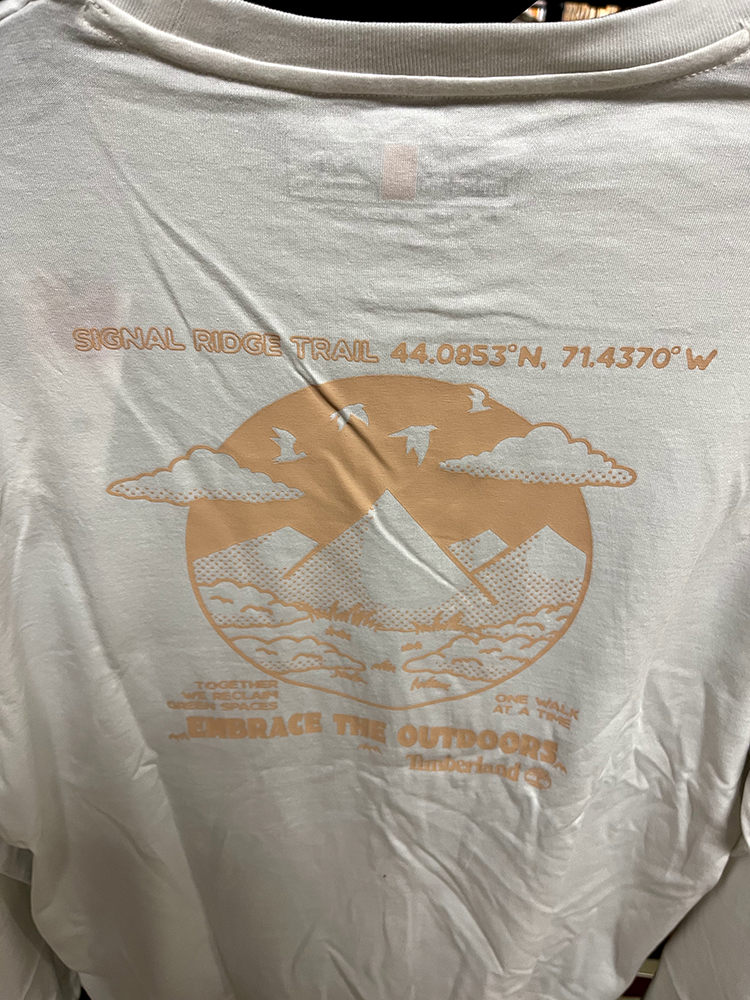 SIGNAL RIDGE TRAIL 44.0853°N, 71.4370°W
TOGETHER
WE RECLAIM
GREEN SPACES
ONE WALK
AT A TIME
EMBRACE THE OUTDOORS
Timberland